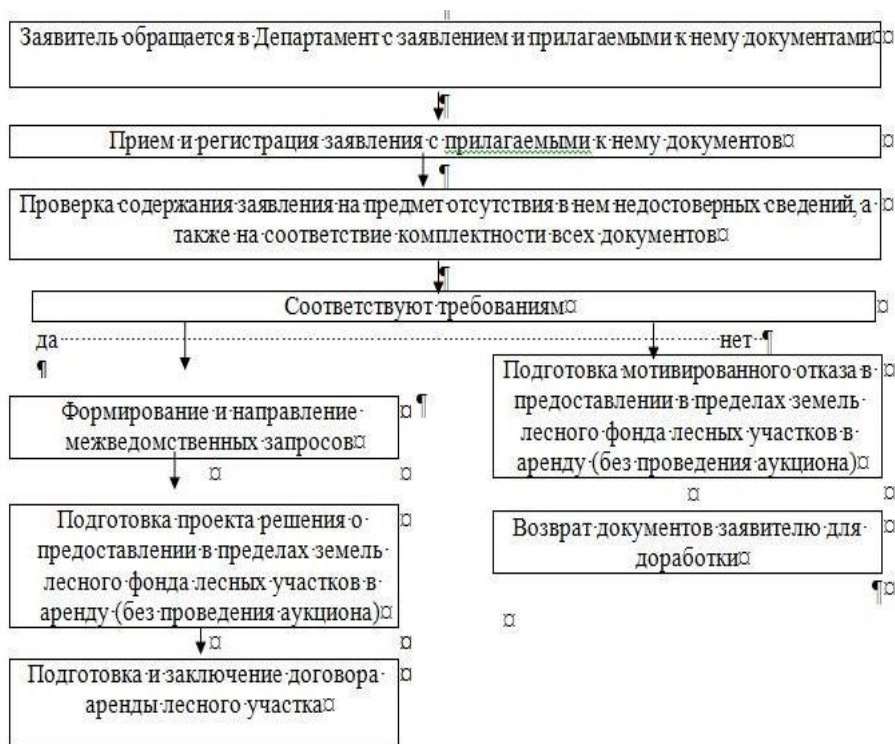 Заявитель обращается в Департамент с заявлением и прилагаемыми к нему документами
Прием и регистрация заявления с прилагаемыми к нему документов
Проверка содержания заявления на предмет отсутствия в нем недостоверных сведений, а
также на соответствие комплектности всех документов
Соответствуют требованиям
да нет
Формирование и направление
межведомственных запросов
Подготовка проекта решения о
предоставлении в пределах земель
лесного фонда лесных участков в
аренду (без проведения аукциона)
Подготовка и заключение договора
аренды лесного участка
Подготовка мотивированного отказа в
предоставлении в пределах земель
лесного фонда лесных участков в
аренду (без проведения аукциона)
Возврат документов заявителю для
доработки